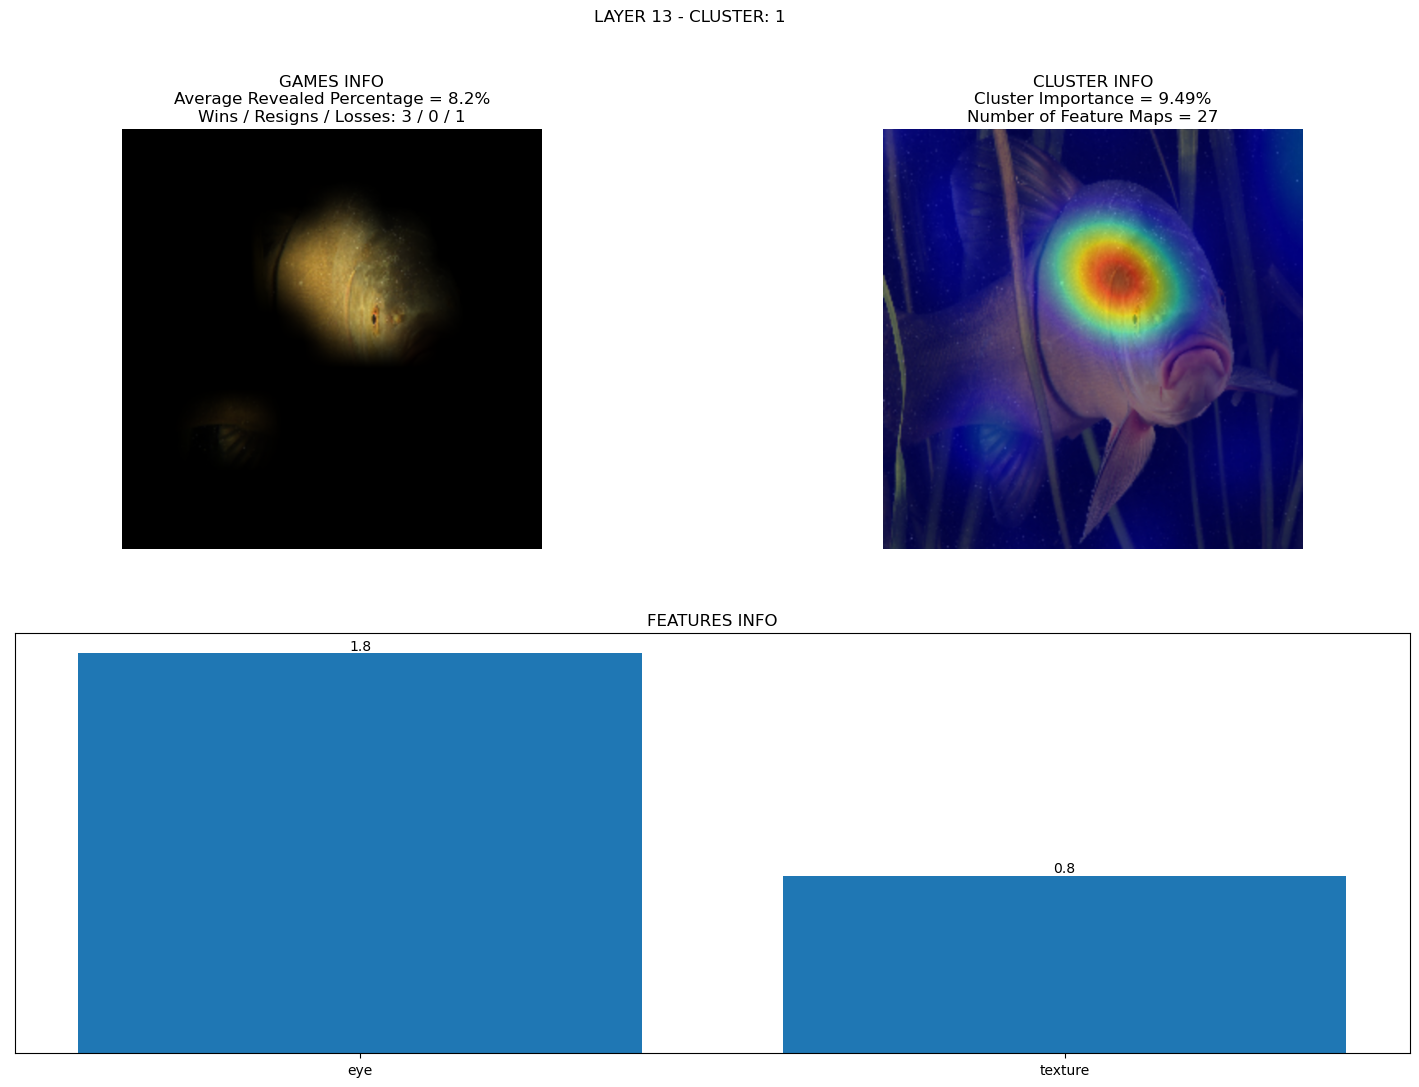 LAYER 13 - CLUSTER: 1
GAMES INFO
Average Revealed Percentage = 8.2%
Wins / Resigns / Losses: 3 / 0 / 1
CLUSTER INFO
Cluster Importance = 9.49%
Number of Feature Maps = 27
FEATURES INFO
1.8
0.8
eye
texture